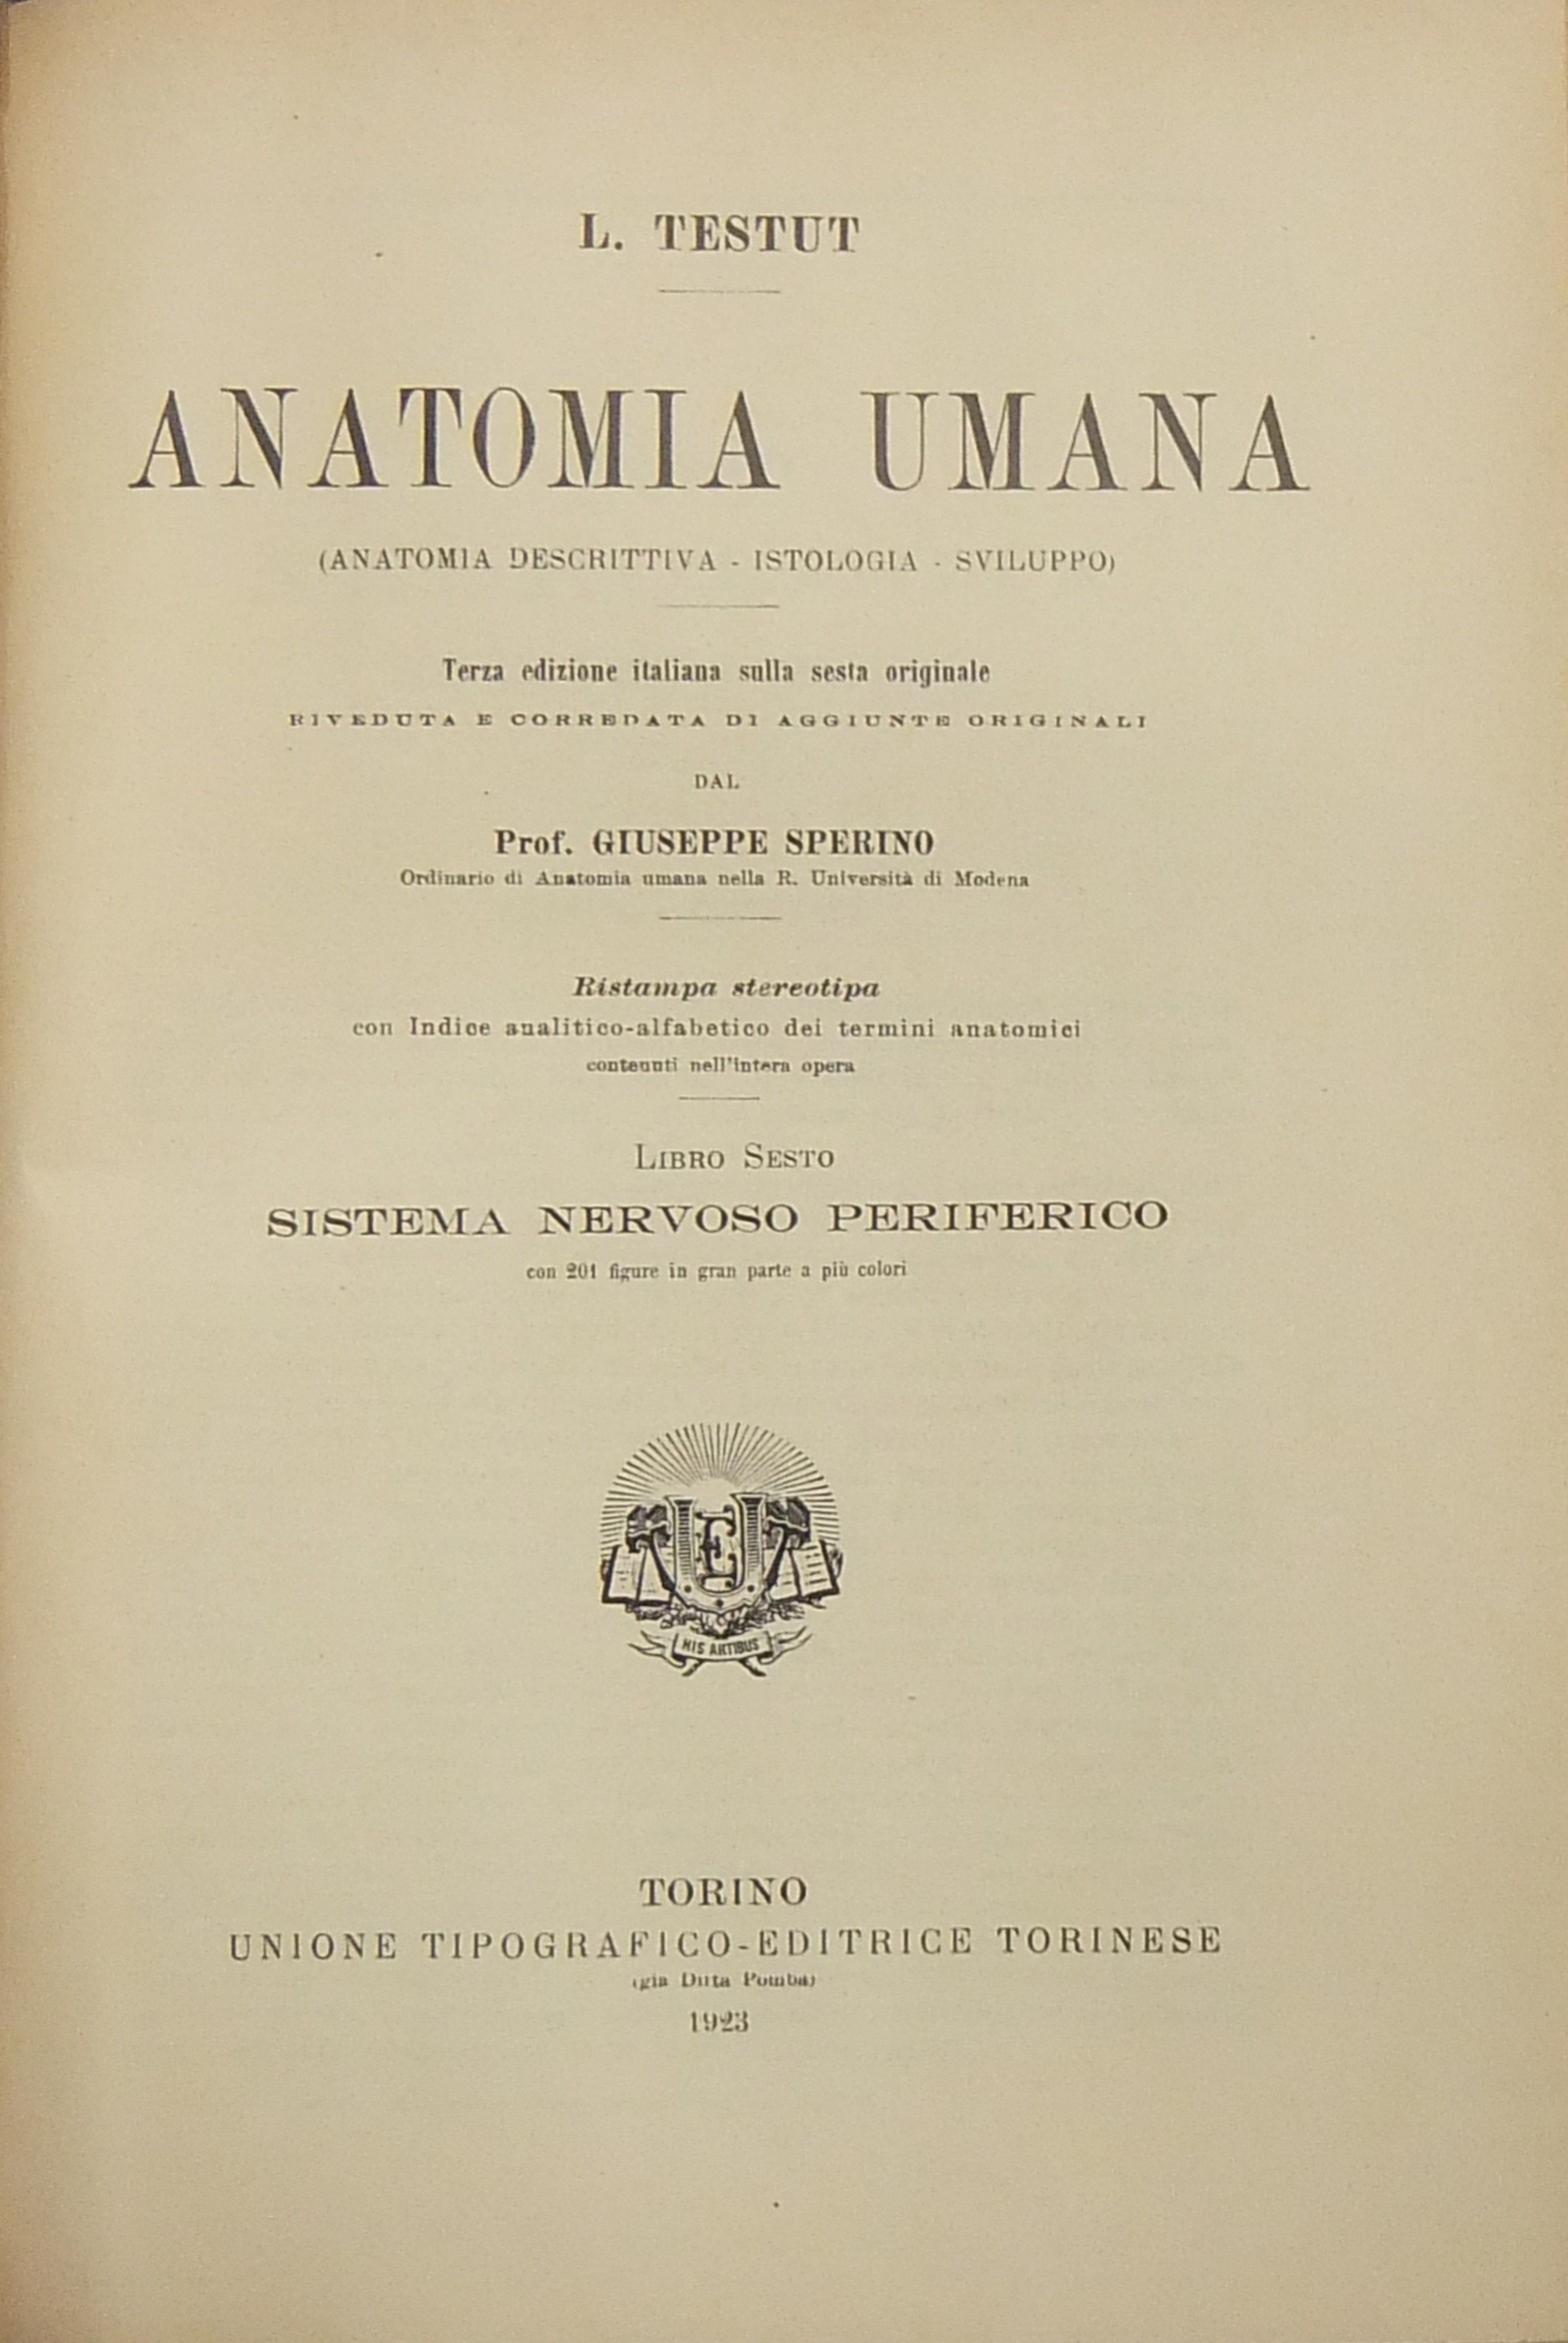 L. TESTUT
ANATOMIA UMANA
(ANATOMIA DESCRITTIVA - ISTOLOGIA - SVILUPPO)
Terza edizione italiana sulla sesta originale
RIVEDUTA E CORREDATA DI AGGIUNTE ORIGINALI
DAL
Prof. GIUSEPPE SPERINO
Ordinario di Anatomia umana nella R. Università di Modena
Ristampa stereotipa
con Indice analitico-alfabetico dei termini anatomici
contenuti nell'intera opera
LIBRO SESTO
SISTEMA NERVOSO PERIFERICO
con 201 figure in gran parte a più colori
UE
HIS ARTIBUS
TORINO
UNIONE TIPOGRAFICO-EDITRICE TORINESE
(già Ditta Pomba)
1923